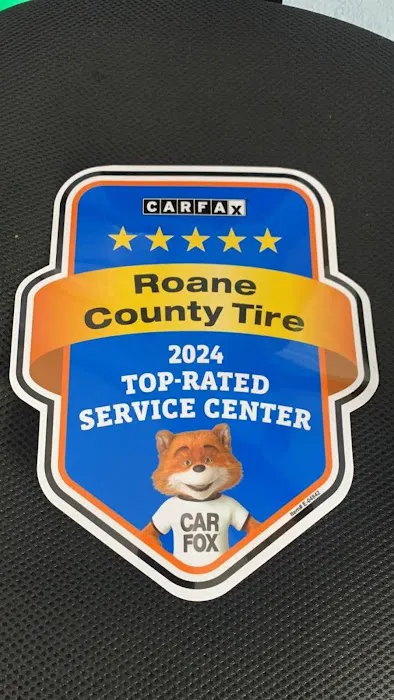 CARFAX
Roane
County Tire
2024
TOP-RATED
SERVICE CENTER
CAR
FOX